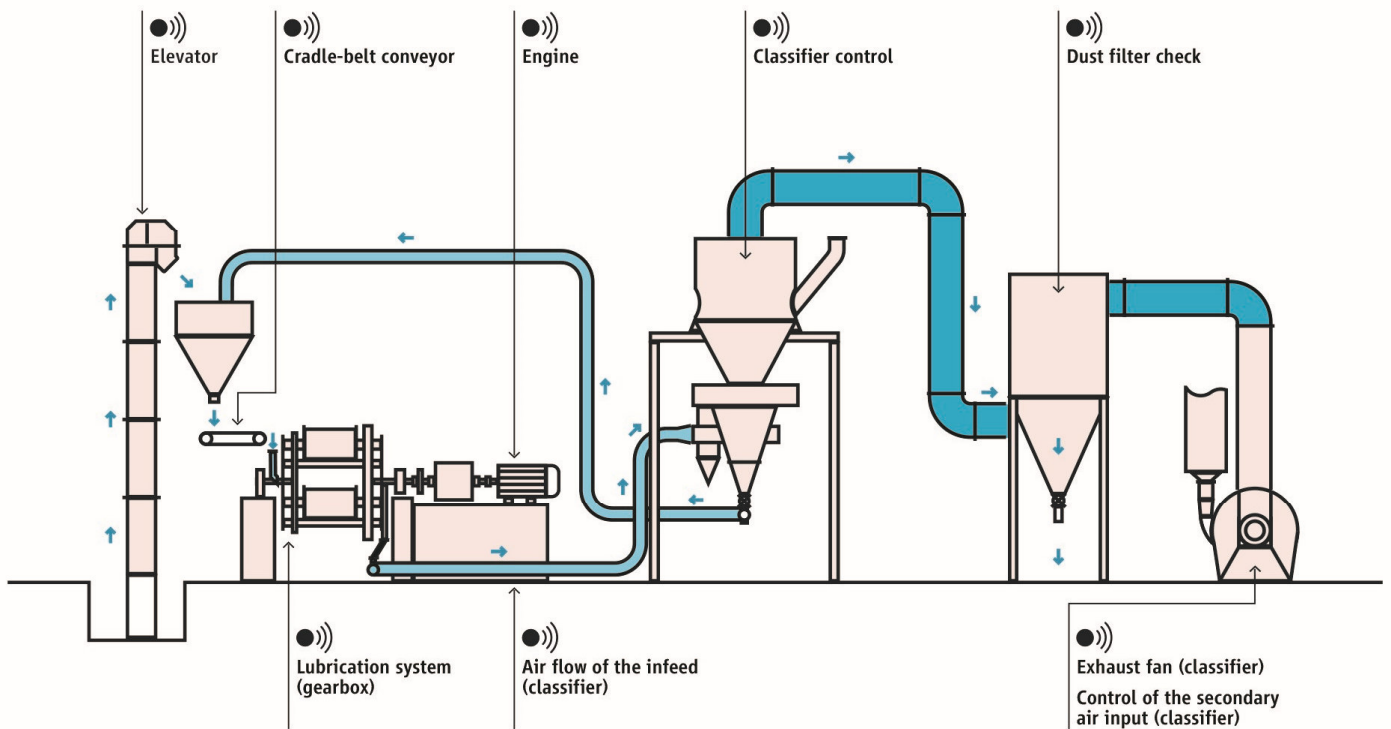 Elevator
Cradle-belt conveyor
Engine
Classifier control
Dust filter check
Lubrication system
(gearbox)
Air flow of the infeed
(classifier)
Exhaust fan (classifier)
Control of the secondary
air input (classifier)